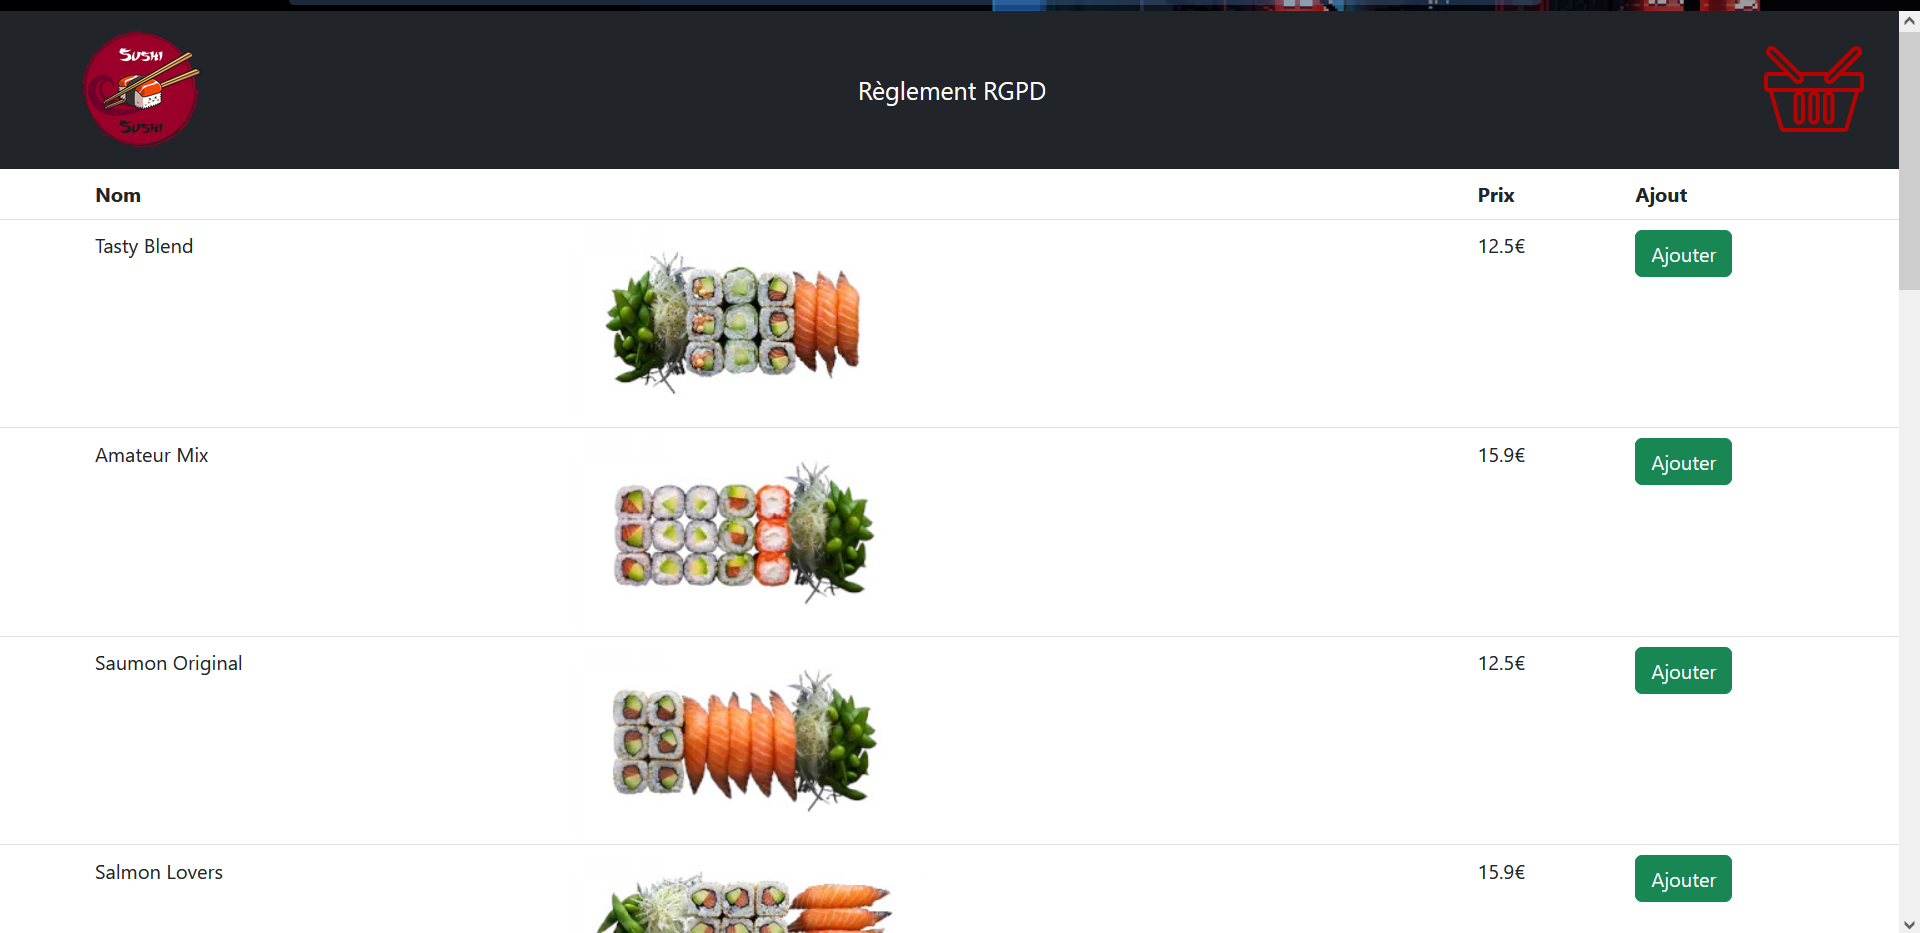 SUSHI
SUSHI
Règlement RGPD
Nom Prix Ajout
Tasty Blend 12.5€ Ajouter
Amateur Mix 15.9€ Ajouter
Saumon Original 12.5€ Ajouter
Salmon Lovers 15.9€ Ajouter